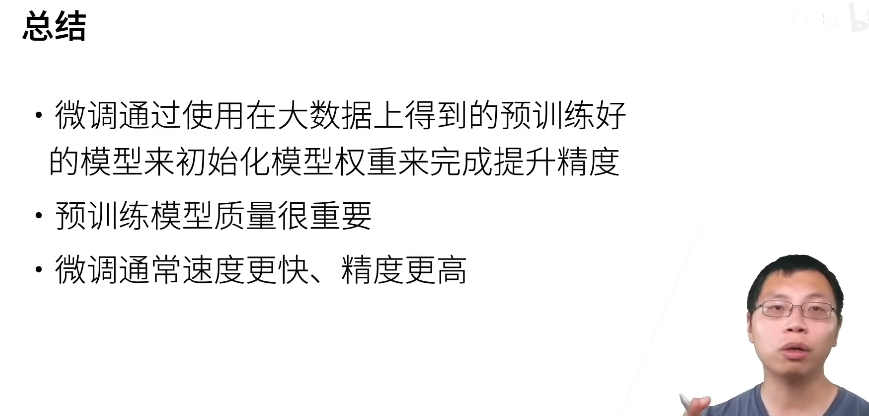 总结
• 微调通过使用在大数据上得到的预训练好
的模型来初始化模型权重来完成提升精度
• 预训练模型质量很重要
• 微调通常速度更快、精度更高